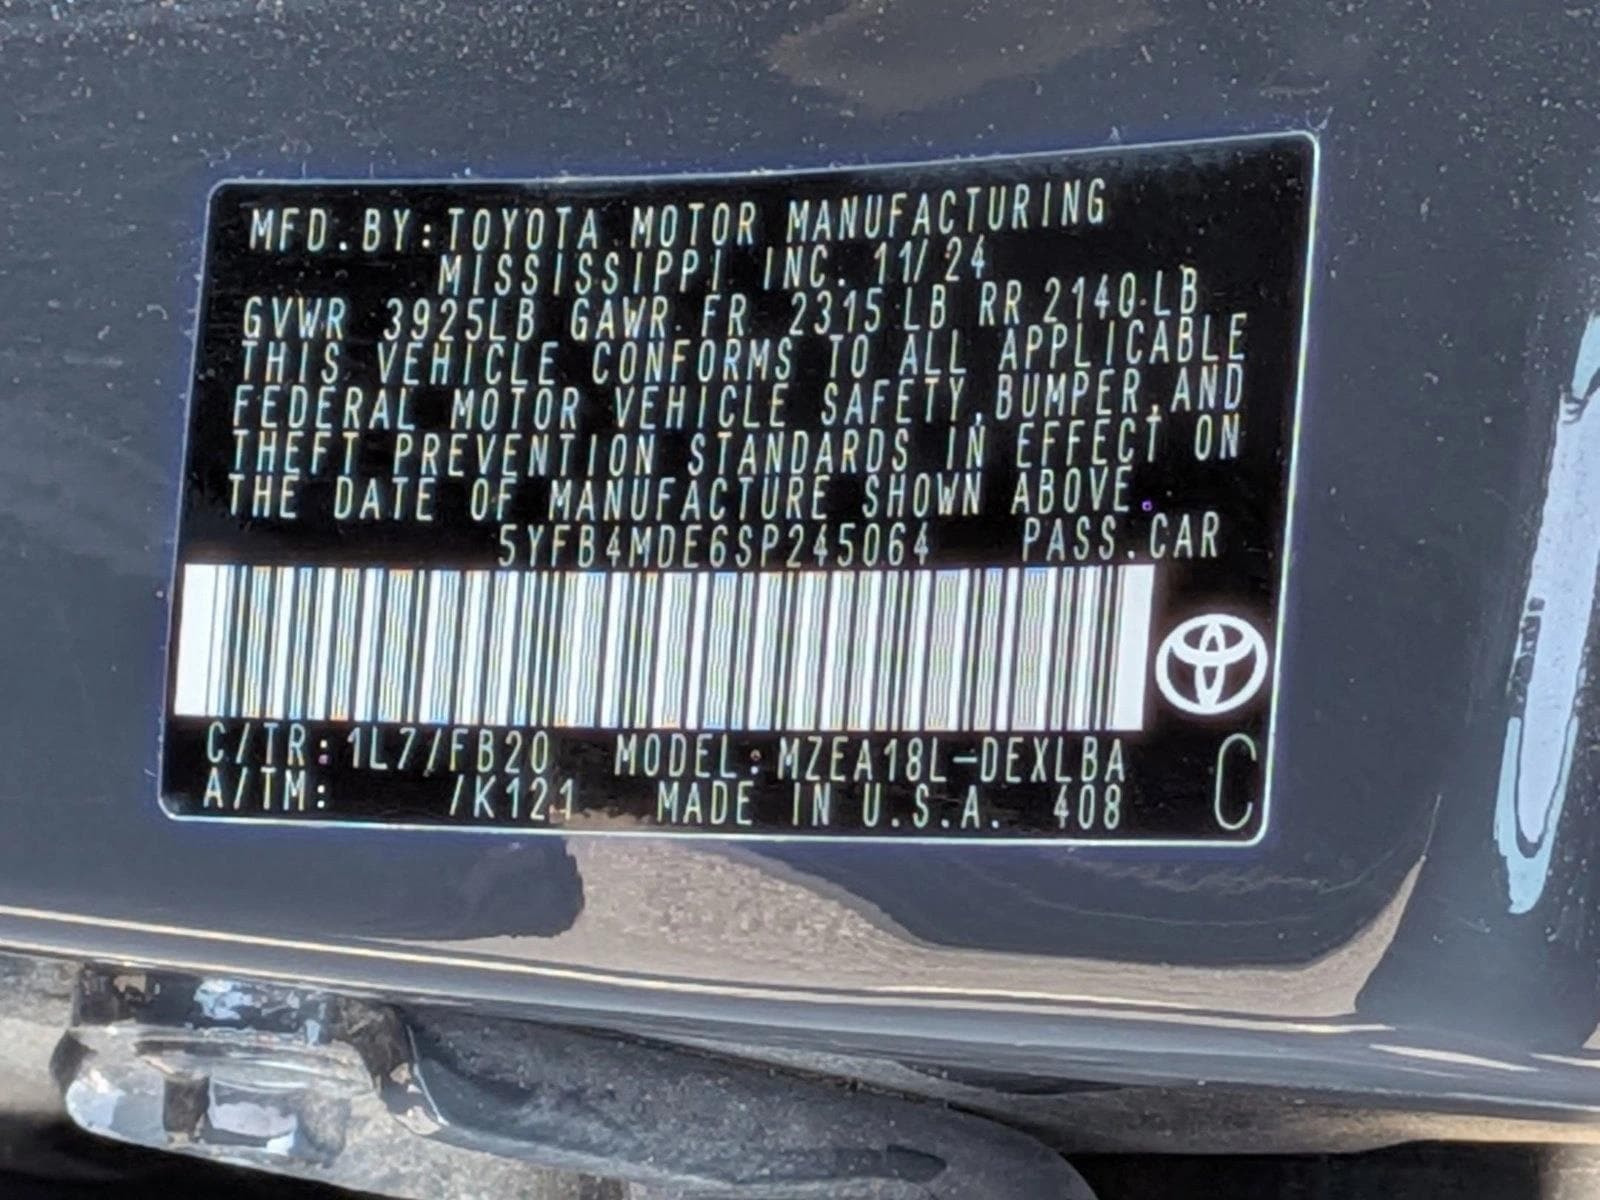 MFD.BY:TOYOTA MOTOR MANUFACTURING
MISSISSIPPI INC. 11/24
GVWR 3925LB GAWR FR 2315 LB RR 2140 LB
THIS VEHICLE CONFORMS TO ALL APPLICABLE
FEDERAL MOTOR VEHICLE SAFETY,BUMPER,AND
THEFT PREVENTION STANDARDS IN EFFECT ON
THE DATE OF MANUFACTURE SHOWN ABOVE.
5YFB4MDE6SP245064 PASS.CAR
C/TR:1L7/FB20 MODEL:MZEA18L-DEXLBA
A/TM: /K121 MADE IN U.S.A. 408 C